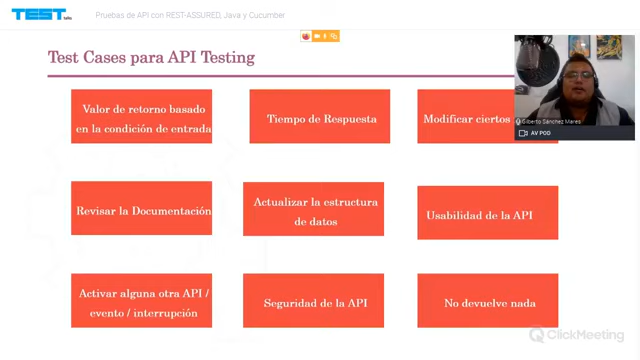 TEST
talks
Pruebas de API con REST-ASSURED, Java y Cucumber
Test Cases para API Testing
Valor de retorno basado
en la condición de entrada
Tiempo de Respuesta
Modificar ciertos
Gilberto Sánchez Mares
AV POD
Revisar la Documentación
Actualizar la estructura
de datos
Usabilidad de la API
Activar alguna otra API /
evento / interrupción
Seguridad de la API
No devuelve nada
ClickMeeting